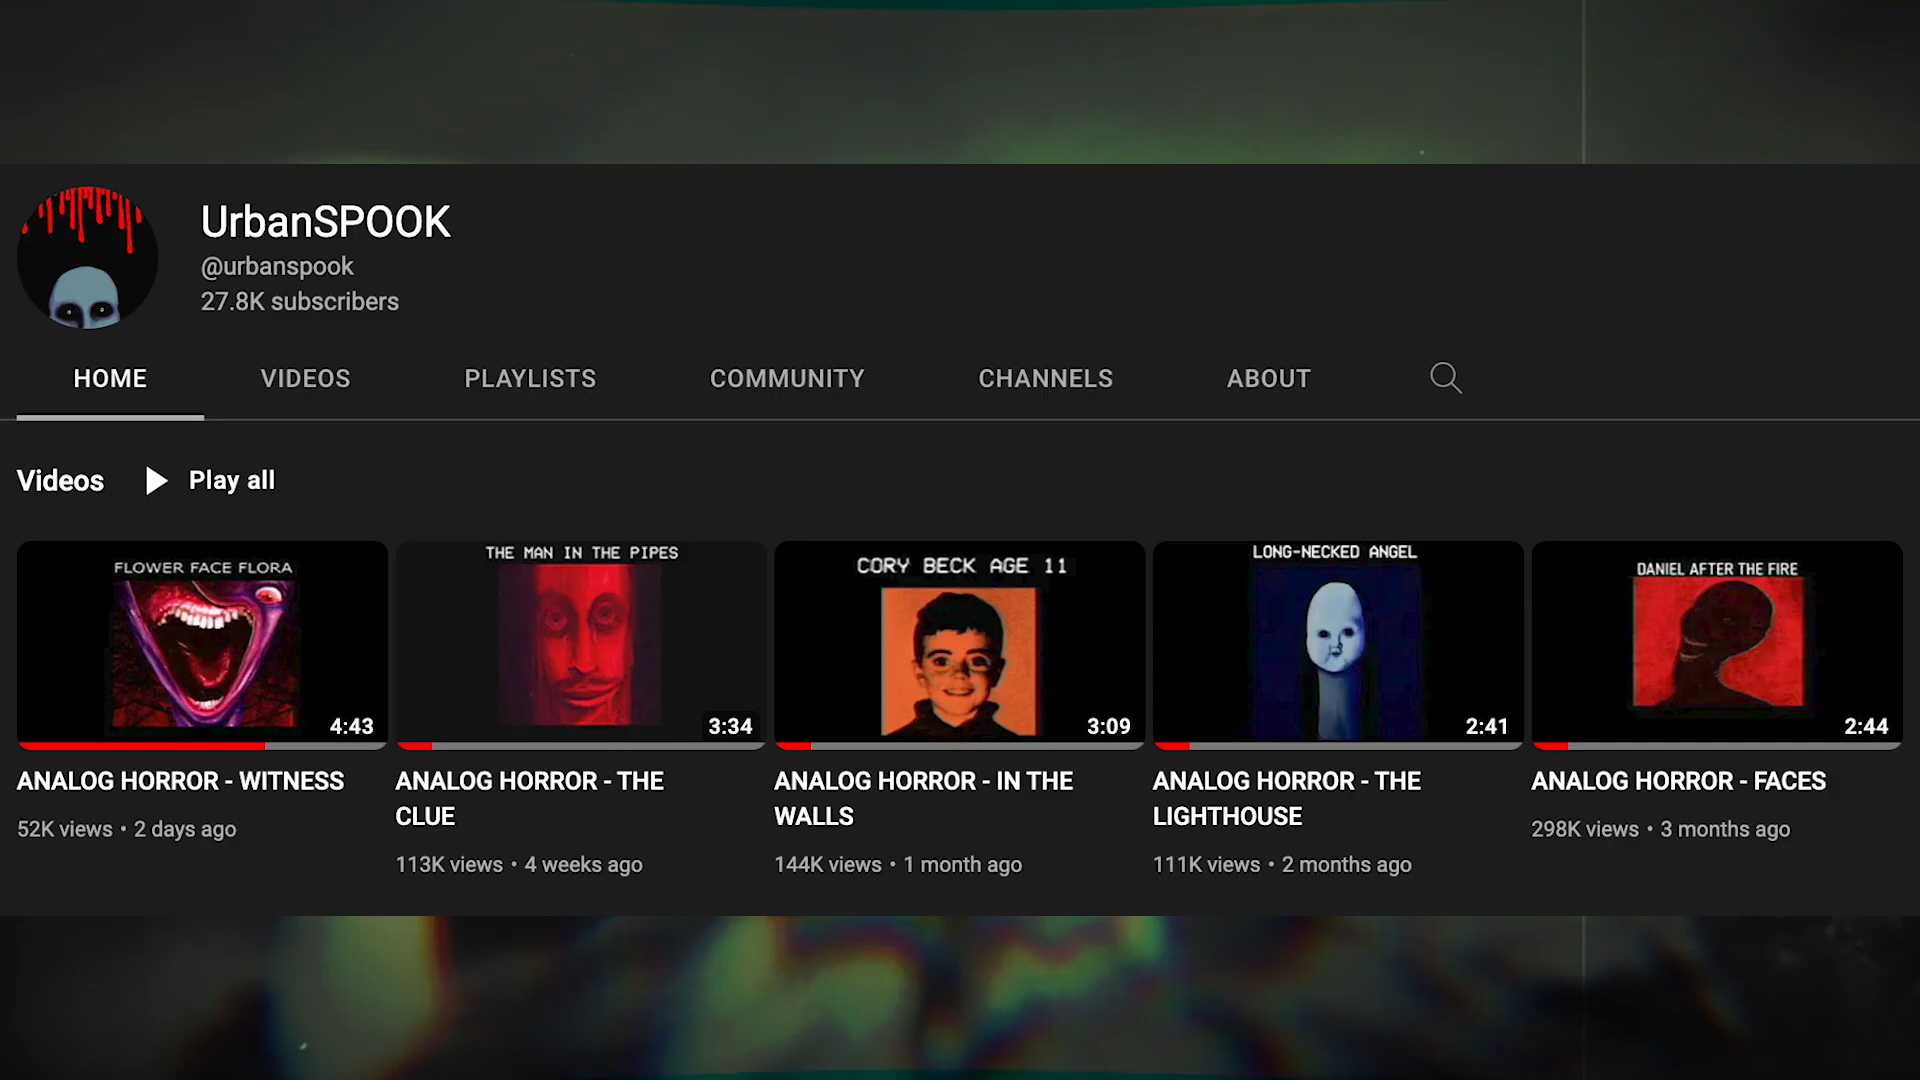 UrbanSPOOK
@urbanspook
27.8K subscribers
HOME VIDEOS PLAYLISTS COMMUNITY CHANNELS ABOUT
Videos Play all
FLOWER FACE FLORA
4:43
ANALOG HORROR - WITNESS
52K views • 2 days ago
THE MAN IN THE PIPES
3:34
ANALOG HORROR - THE
CLUE
113K views • 4 weeks ago
CORY BECK AGE 11
3:09
ANALOG HORROR - IN THE
WALLS
144K views • 1 month ago
LONG-NECKED ANGEL
2:41
ANALOG HORROR - THE
LIGHTHOUSE
111K views • 2 months ago
DANIEL AFTER THE FIRE
2:44
ANALOG HORROR - FACES
298K views • 3 months ago